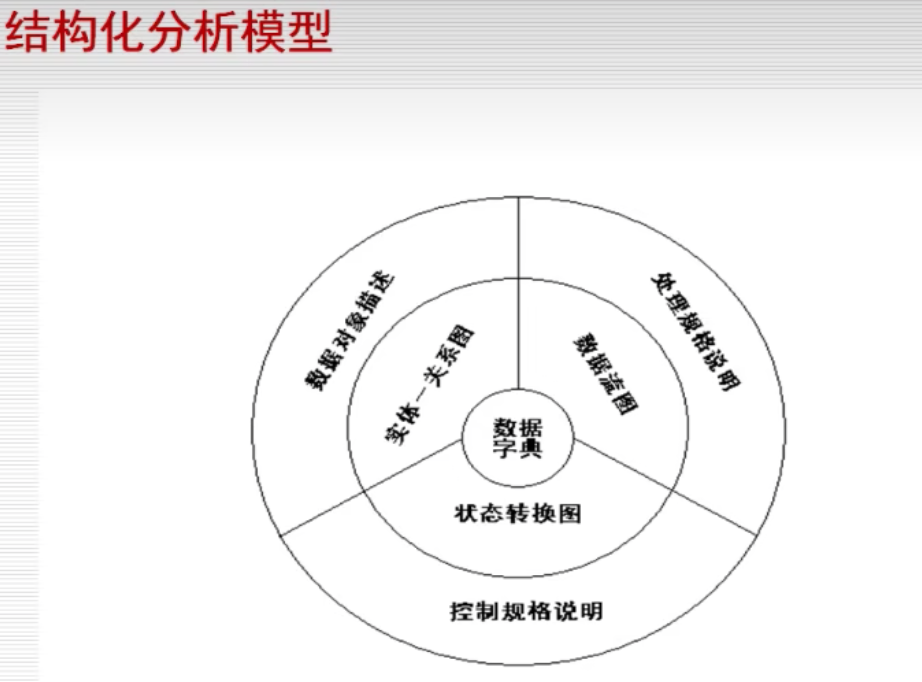 结构化分析模型
数据对象描述
处理规格说明
实体－关系图
数据流图
数据
字典
状态转换图
控制规格说明